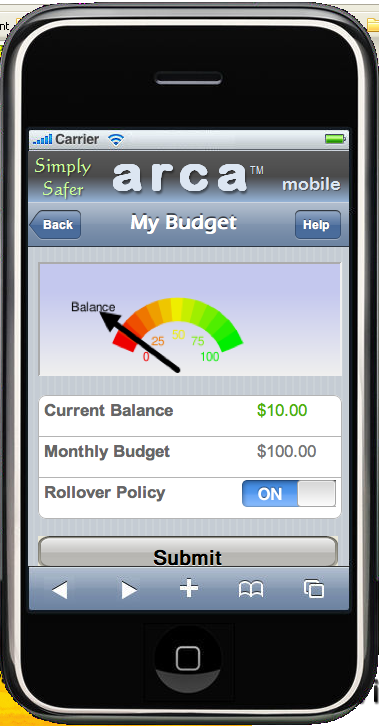 nt
Carrier
Simply
Safer
arca™
mobile
Back
My Budget
Help
Balance
0
25
50
75
100
Current Balance $10.00
Monthly Budget $100.00
Rollover Policy ON
Submit